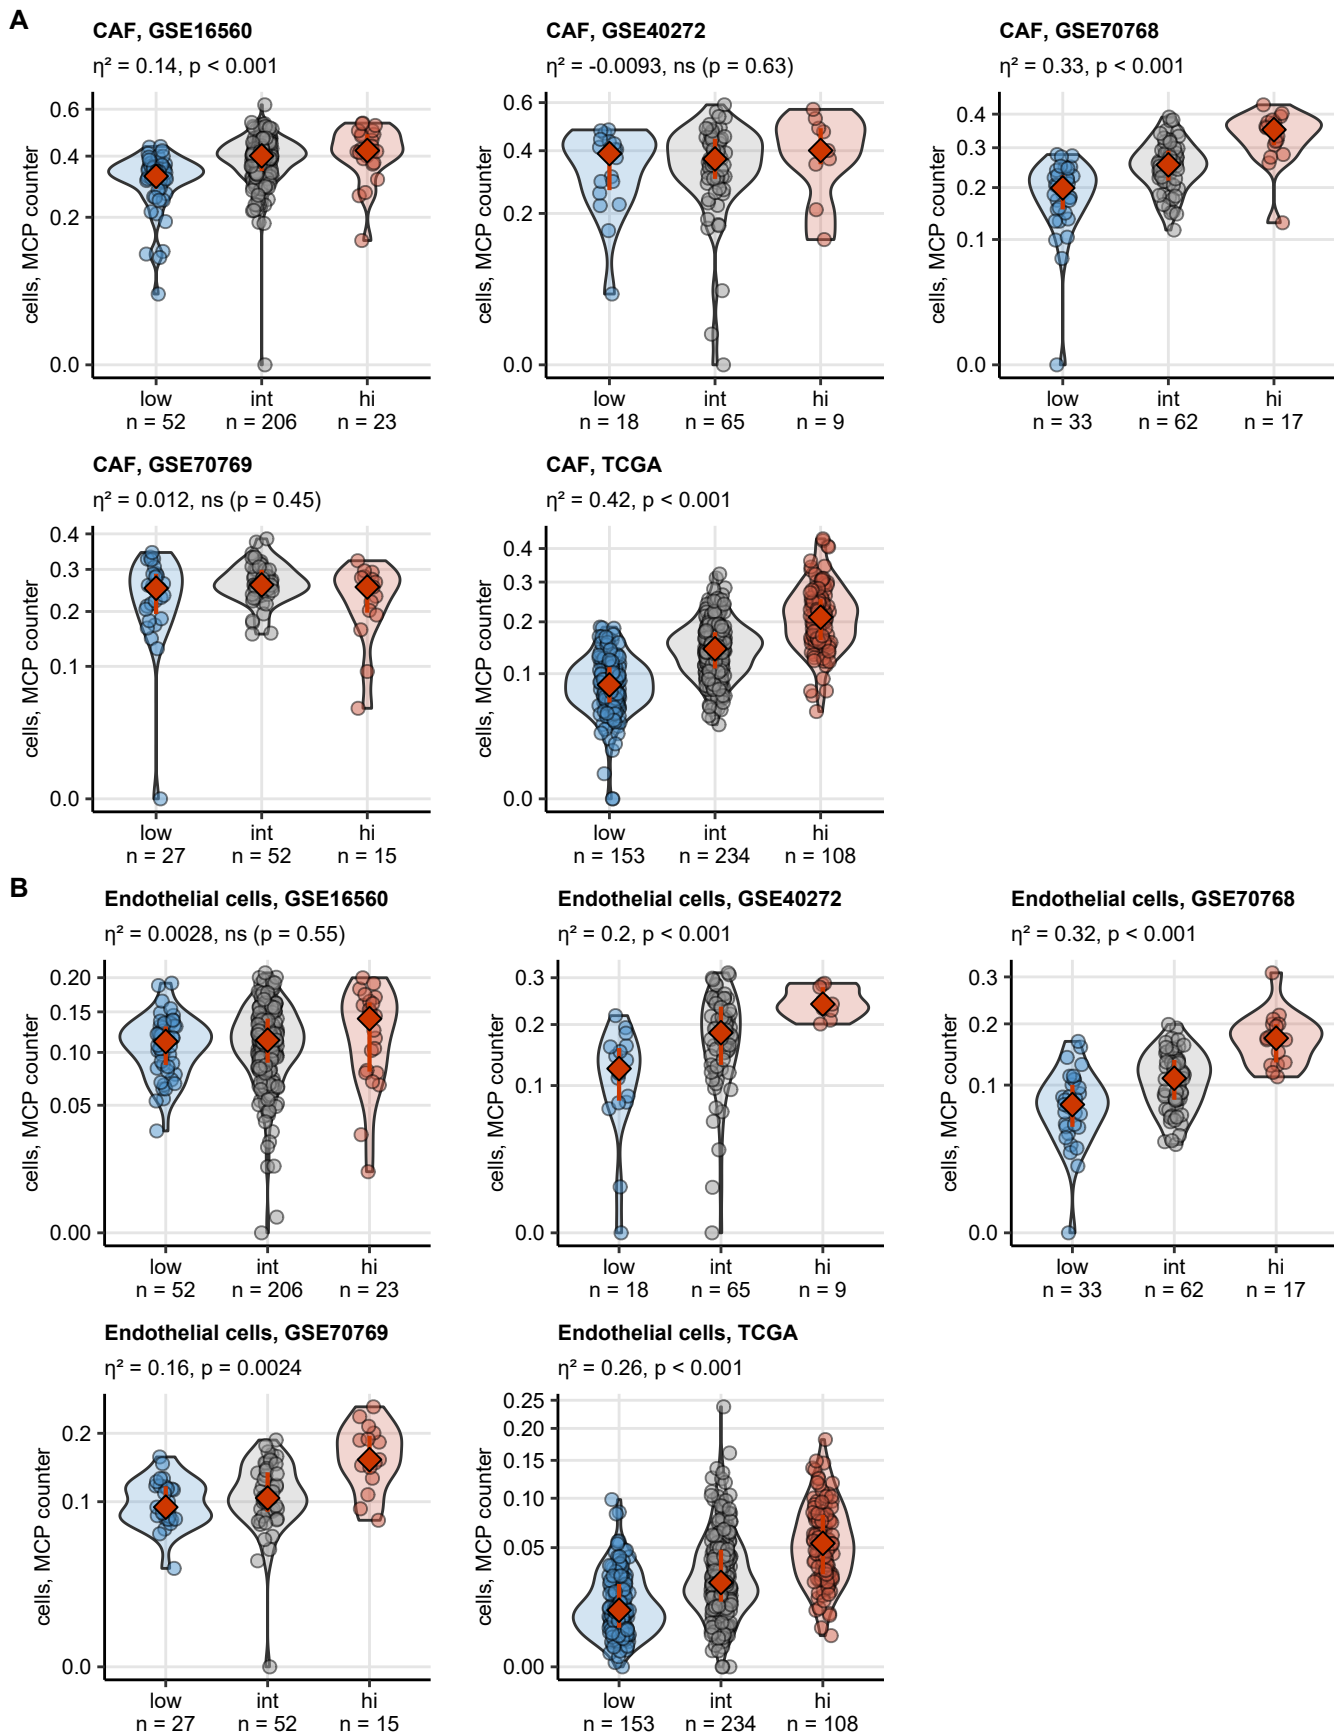 A
CAF, GSE16560
η² = 0.14, p < 0.001
cells, MCP counter
0.6
0.4
0.2
0.0
low
n = 52
int
n = 206
hi
n = 23
CAF, GSE40272
η² = -0.0093, ns (p = 0.63)
cells, MCP counter
0.6
0.4
0.2
0.0
low
n = 18
int
n = 65
hi
n = 9
CAF, GSE70768
η² = 0.33, p < 0.001
cells, MCP counter
0.4
0.3
0.2
0.1
0.0
low
n = 33
int
n = 62
hi
n = 17
CAF, GSE70769
η² = 0.012, ns (p = 0.45)
cells, MCP counter
0.4
0.3
0.2
0.1
0.0
low
n = 27
int
n = 52
hi
n = 15
CAF, TCGA
η² = 0.42, p < 0.001
cells, MCP counter
0.4
0.3
0.2
0.1
0.0
low
n = 153
int
n = 234
hi
n = 108
B
Endothelial cells, GSE16560
η² = 0.0028, ns (p = 0.55)
cells, MCP counter
0.20
0.15
0.10
0.05
0.00
low
n = 52
int
n = 206
hi
n = 23
Endothelial cells, GSE40272
η² = 0.2, p < 0.001
cells, MCP counter
0.3
0.2
0.1
0.0
low
n = 18
int
n = 65
hi
n = 9
Endothelial cells, GSE70768
η² = 0.32, p < 0.001
cells, MCP counter
0.3
0.2
0.1
0.0
low
n = 33
int
n = 62
hi
n = 17
Endothelial cells, GSE70769
η² = 0.16, p = 0.0024
cells, MCP counter
0.2
0.1
0.0
low
n = 27
int
n = 52
hi
n = 15
Endothelial cells, TCGA
η² = 0.26, p < 0.001
cells, MCP counter
0.25
0.20
0.15
0.10
0.05
0.00
low
n = 153
int
n = 234
hi
n = 108